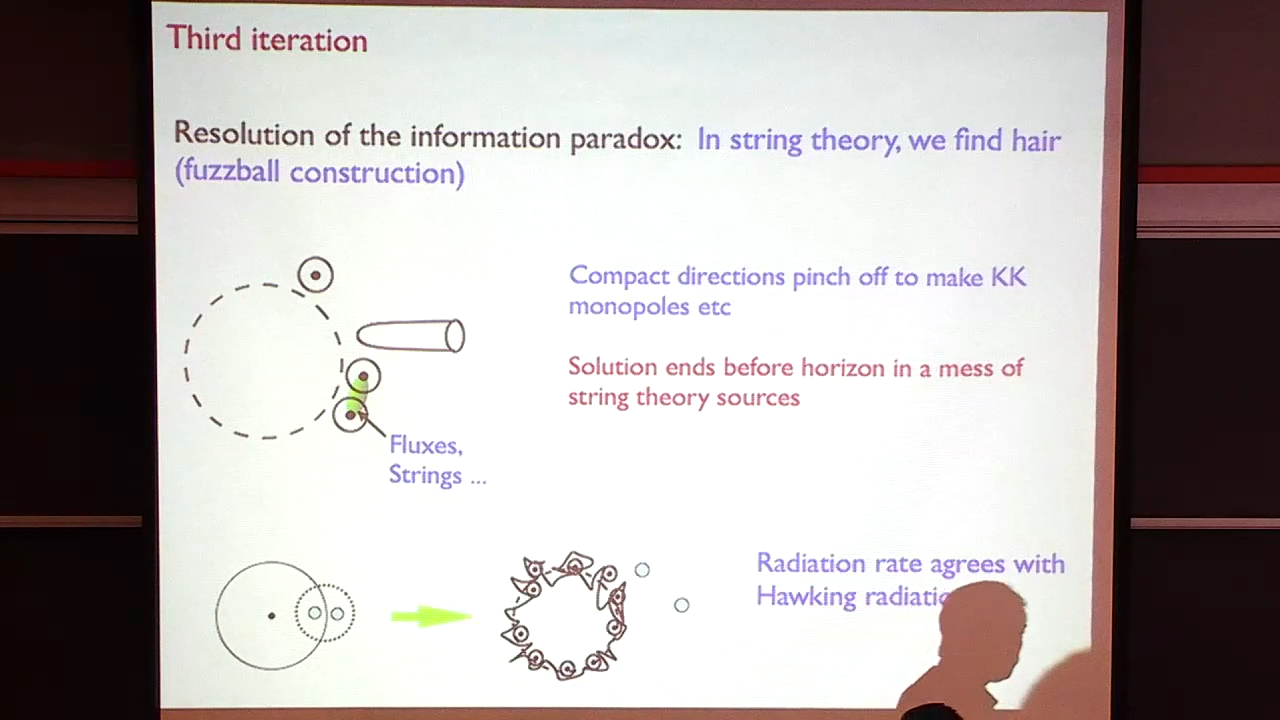 Third iteration
Resolution of the information paradox: In string theory, we find hair
(fuzzball construction)
Compact directions pinch off to make KK
monopoles etc
Solution ends before horizon in a mess of
string theory sources
Fluxes,
Strings ...
Radiation rate agrees with
Hawking